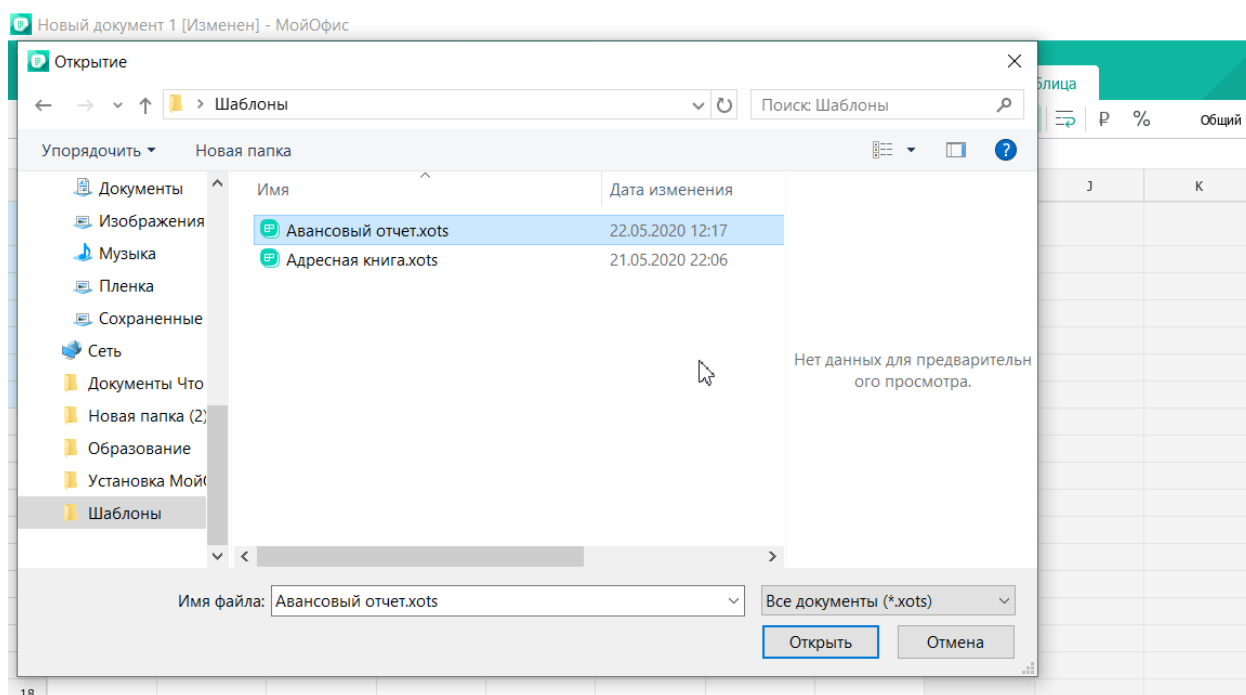 Новый документ 1 [Изменен] - МойОфис
Открытие
блица
Шаблоны
Поиск: Шаблоны
₽ % Общий
Упорядочить Новая папка
Документы
Имя Дата изменения
J K
Изображения
Авансовый отчет.xots 22.05.2020 12:17
Музыка
Адресная книга.xots 21.05.2020 22:06
Пленка
Сохраненные
Сеть
Нет данных для предварительн
ого просмотра.
Документы Что
Новая папка (2)
Образование
Установка Мой
Шаблоны
Имя файла: Авансовый отчет.xots Все документы (*.xots)
Открыть Отмена
18